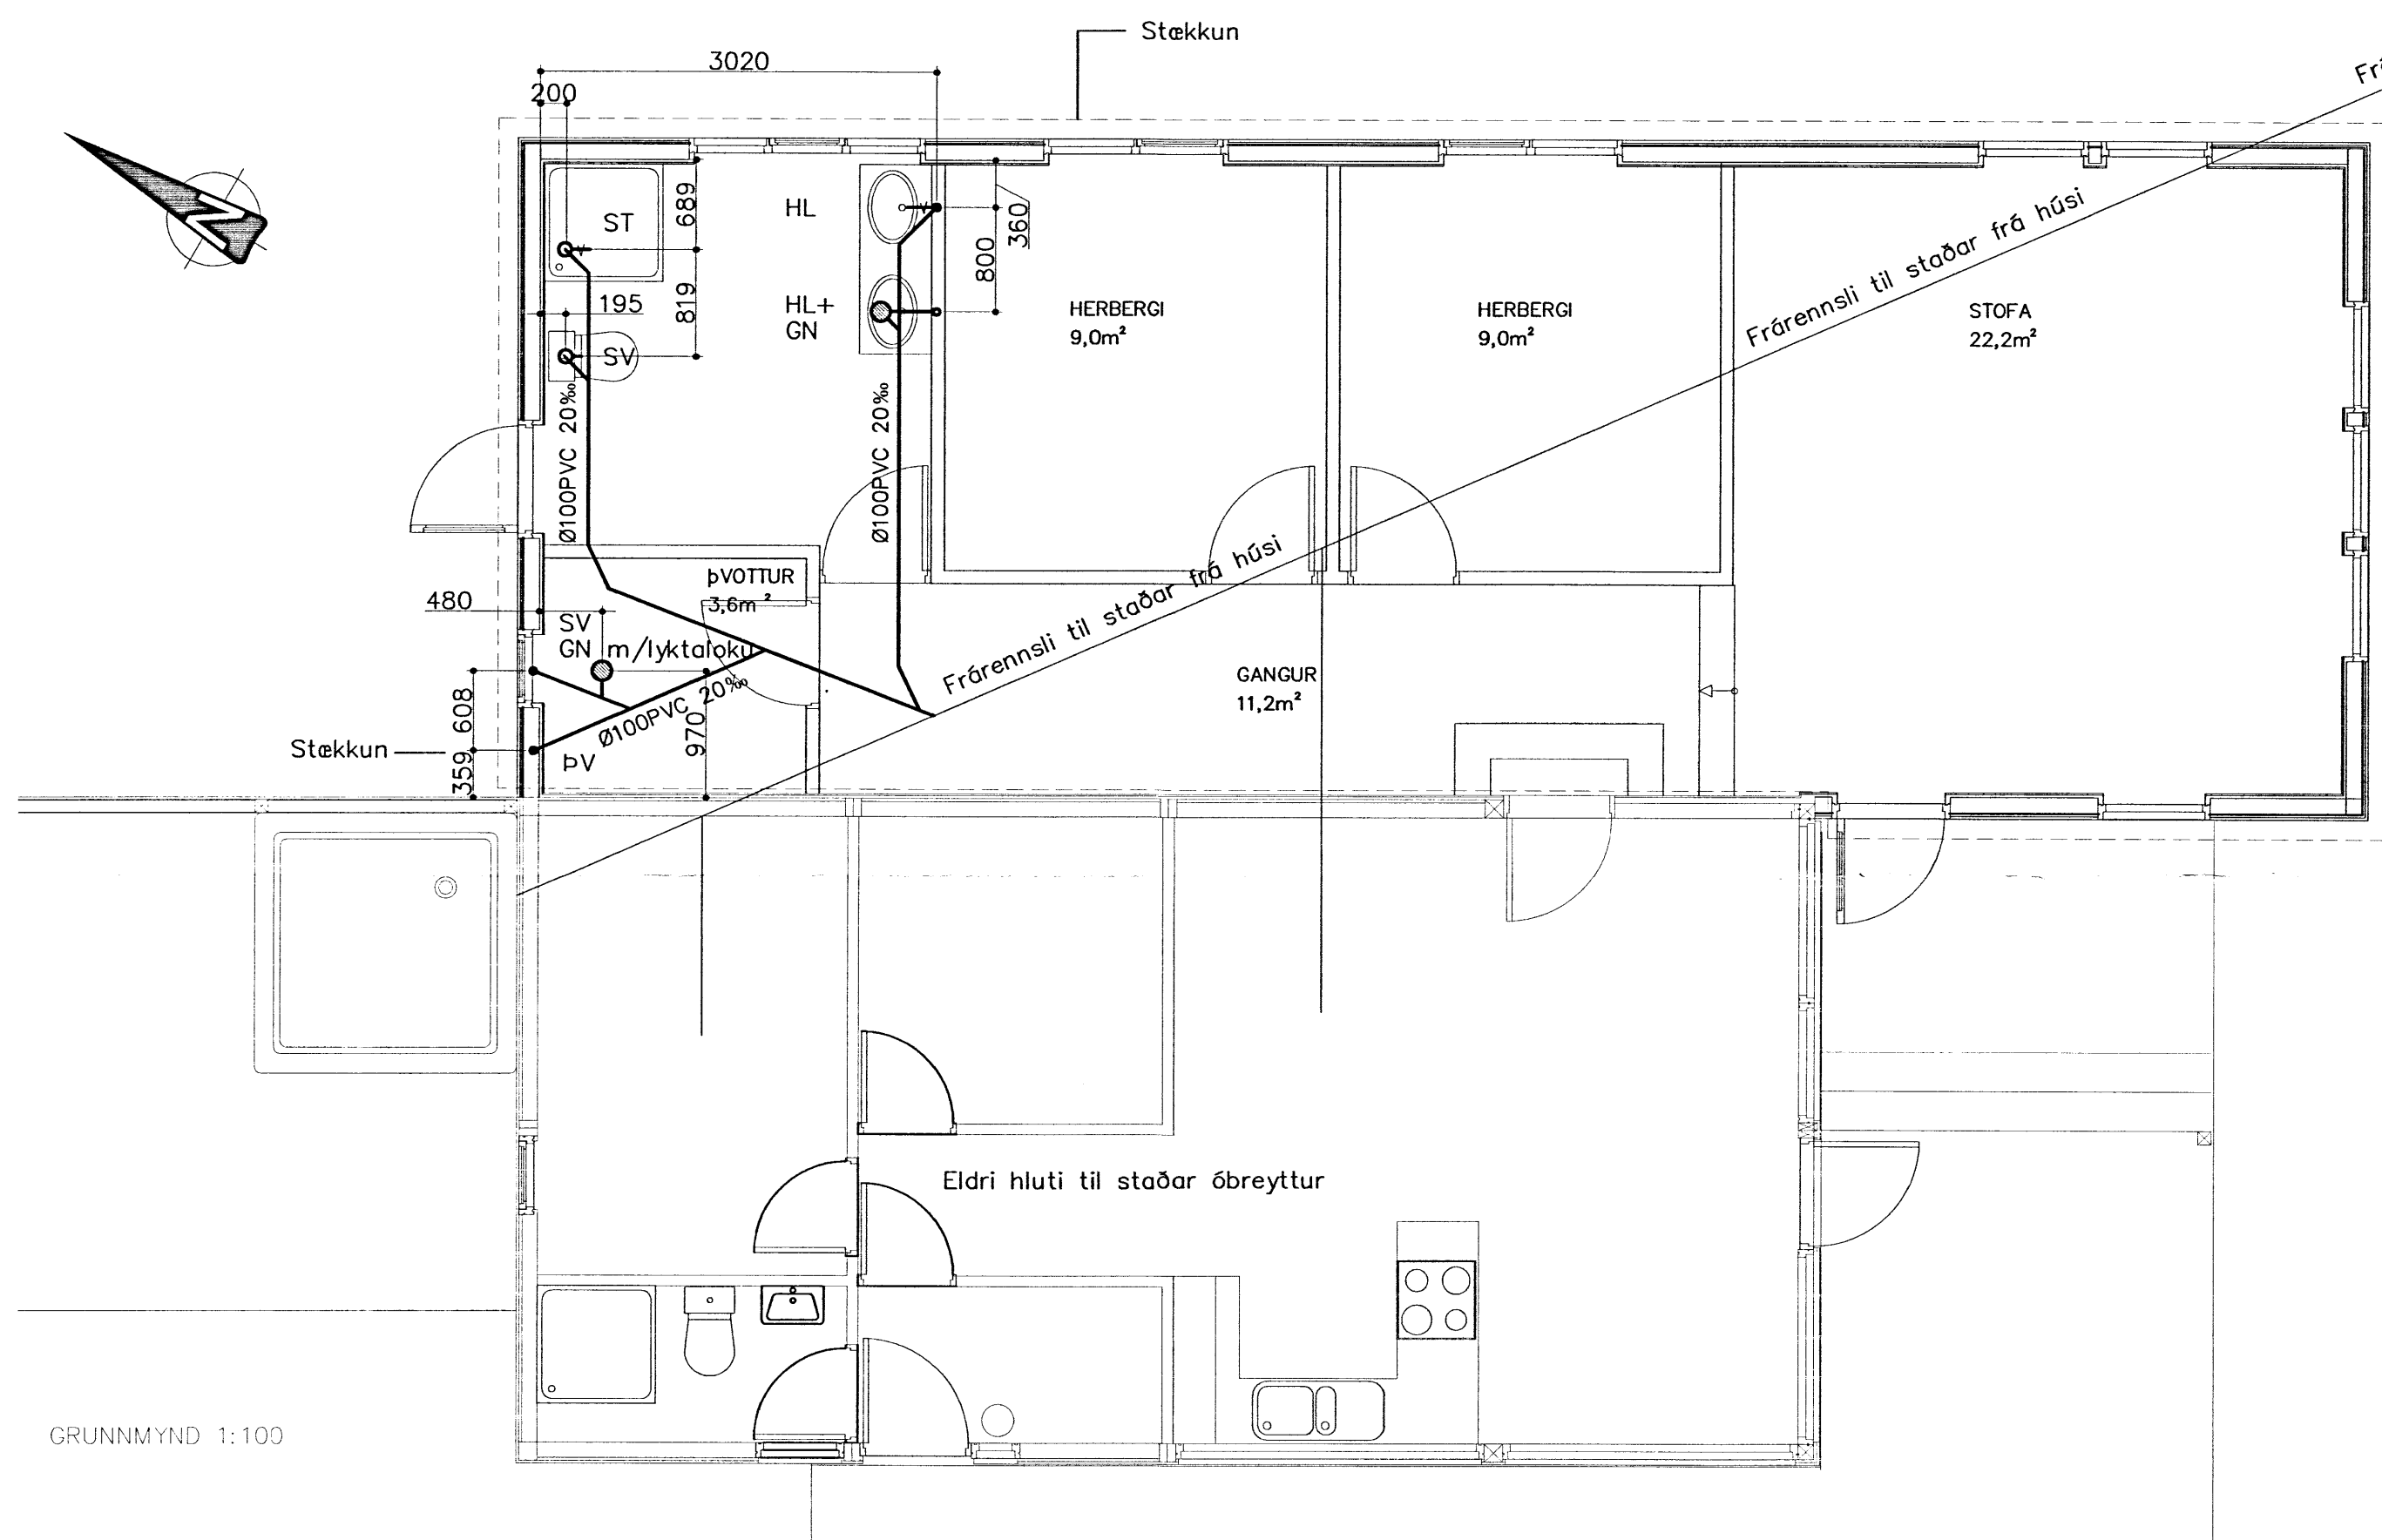 Stækkun
3020
200
Frá
ST
689
HL
360
800
819
195
HL+
GN
SV
HERBERGI
9,0m²
HERBERGI
9,0m²
STOFA
22,2m²
Frárennsli til staðar frá húsi
Ø100PVC 20‰
Ø100PVC 20‰
Frárennsli til staðar frá húsi
ÞVOTTUR
3,6m²
480
SV
GN m/lyktaloku
Ø100PVC 20‰
970
608
359
Stækkun
ÞV
GANGUR
11,2m²
Eldri hluti til staðar óbreyttur
GRUNNMYND 1:100